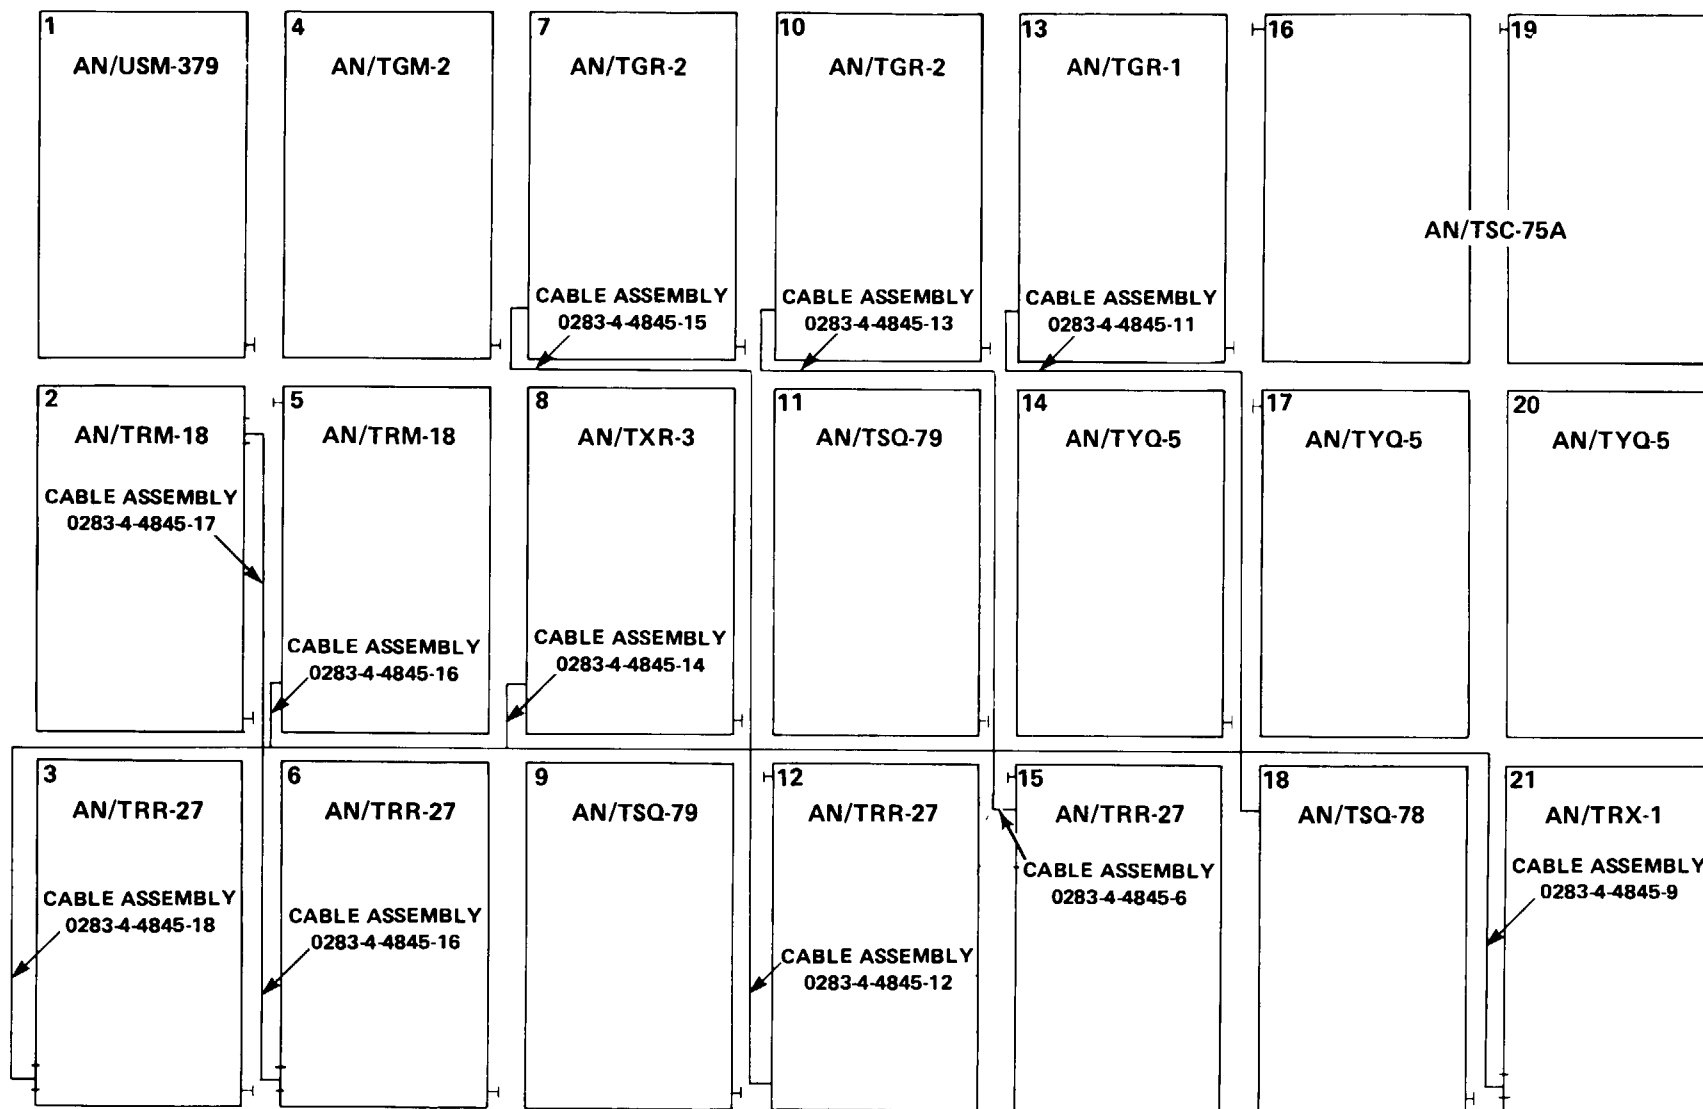 1
AN/USM-379
4
AN/TGM-2
7
AN/TGR-2
CABLE ASSEMBLY
0283-4-4845-15
10
AN/TGR-2
CABLE ASSEMBLY
0283-4-4845-13
13
AN/TGR-1
CABLE ASSEMBLY
0283-4-4845-11
16
19
AN/TSC-75A
2
AN/TRM-18
CABLE ASSEMBLY
0283-4-4845-17
5
AN/TRM-18
CABLE ASSEMBLY
0283-4-4845-16
8
AN/TXR-3
CABLE ASSEMBLY
0283-4-4845-14
11
AN/TSQ-79
14
AN/TYQ-5
17
AN/TYQ-5
20
AN/TYQ-5
3
AN/TRR-27
CABLE ASSEMBLY
0283-4-4845-18
6
AN/TRR-27
CABLE ASSEMBLY
0283-4-4845-16
9
AN/TSQ-79
12
AN/TRR-27
CABLE ASSEMBLY
0283-4-4845-12
15
AN/TRR-27
CABLE ASSEMBLY
0283-4-4845-6
18
AN/TSQ-78
21
AN/TRX-1
CABLE ASSEMBLY
0283-4-4845-9